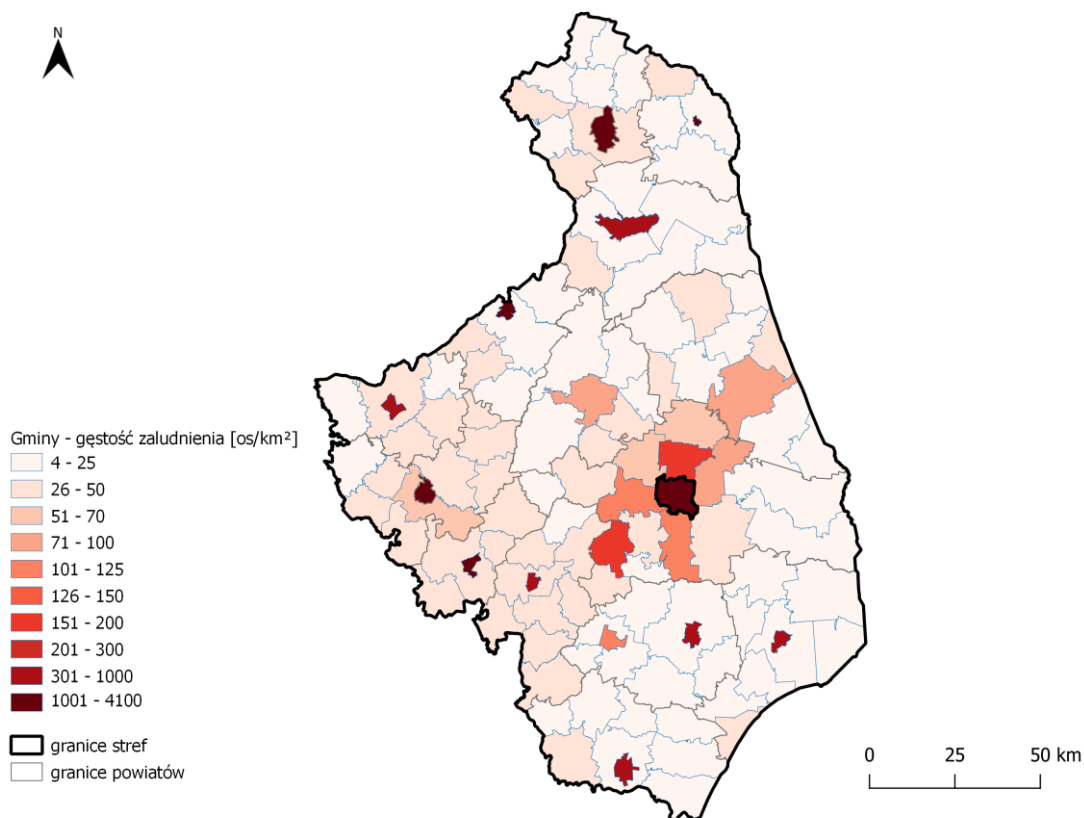 N
Gminy - gęstość zaludnienia [os/km²]
4 - 25
26 - 50
51 - 70
71 - 100
101 - 125
126 - 150
151 - 200
201 - 300
301 - 1000
1001 - 4100
granice stref
granice powiatów
0 25 50 km